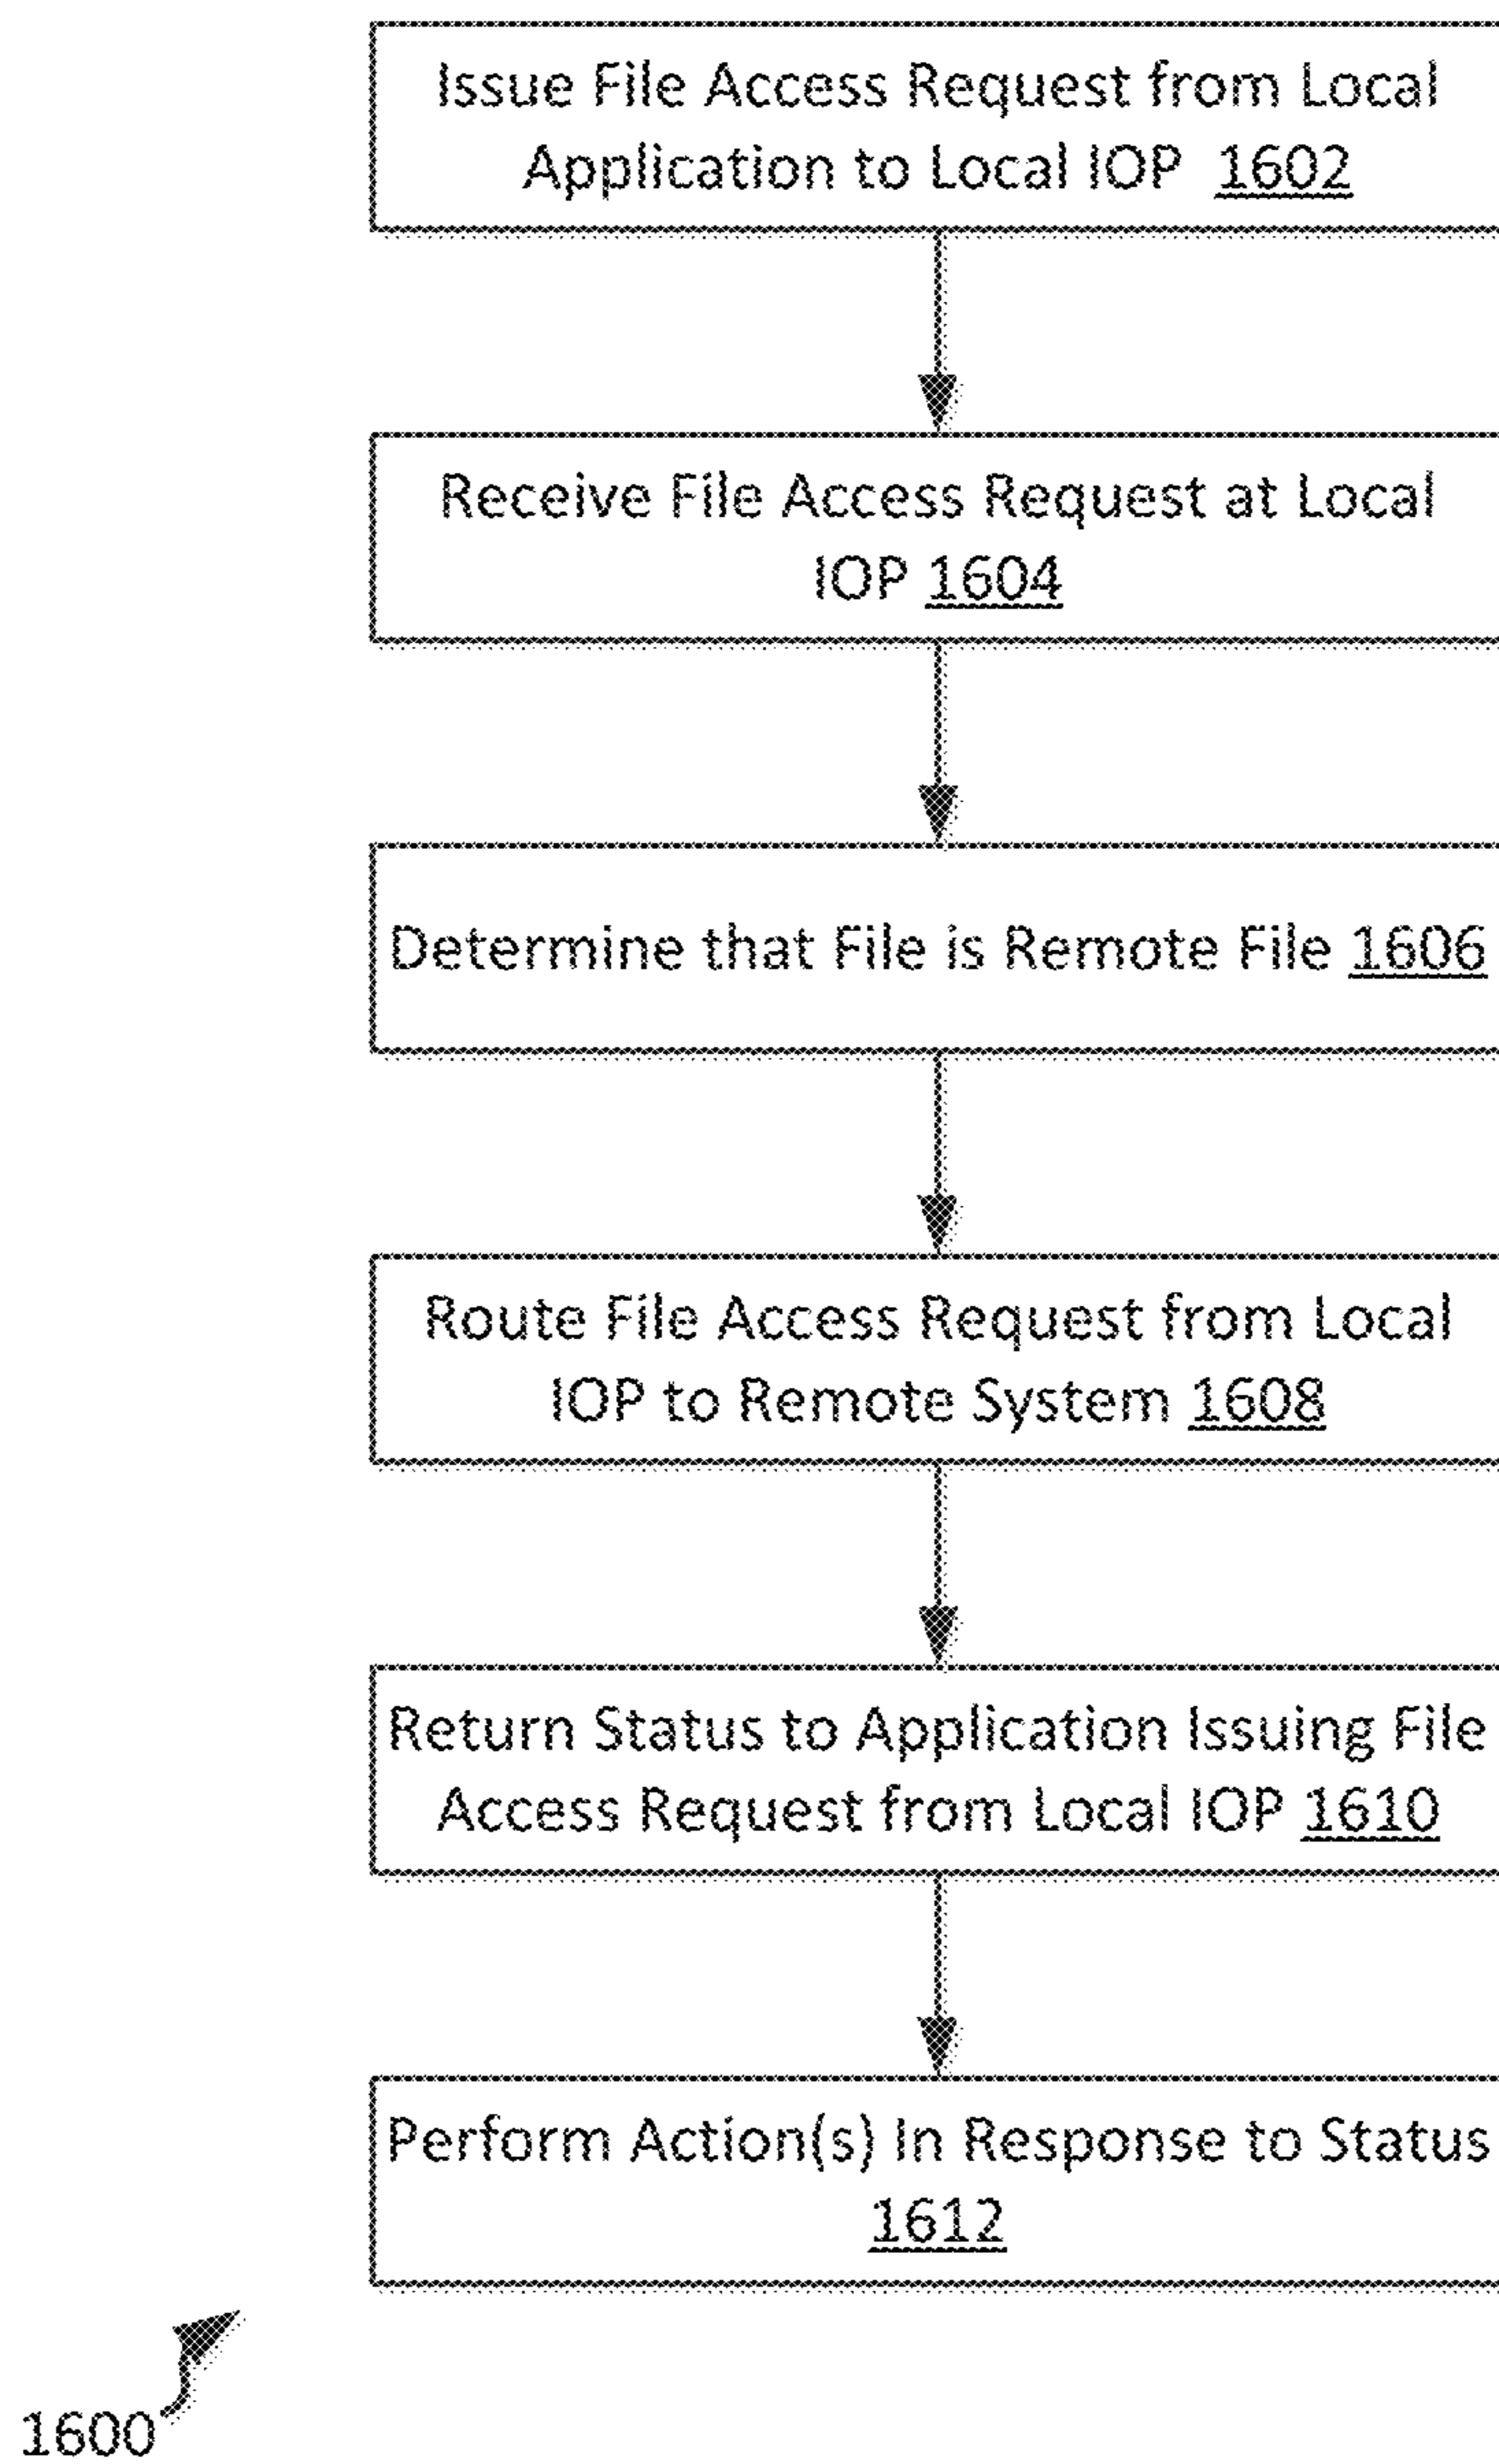 Issue File Access Request from Local
Application to Local IOP 1602
Receive File Access Request at Local
IOP 1604
Determine that File is Remote File 1606
Route File Access Request from Local
IOP to Remote System 1608
Return Status to Application Issuing File
Access Request from Local IOP 1610
Perform Action(s) In Response to Status
1612
1600